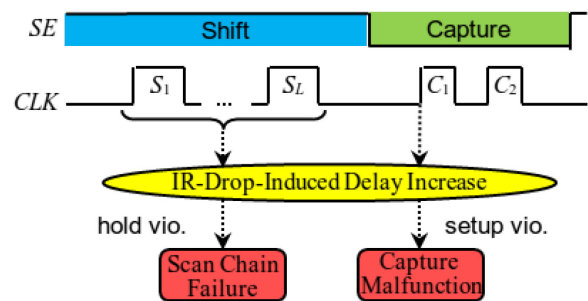 SE Shift Capture
CLK S1 ... SL C1 C2
IR-Drop-Induced Delay Increase
hold vio. setup vio.
Scan Chain Capture
Failure Malfunction